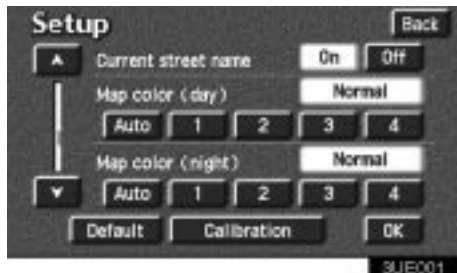 Setup Back
Current street name On Off
Map color (day) Normal
Auto 1 2 3 4
Map color (night) Normal
Auto 1 2 3 4
Default Calibration OK
3UE001